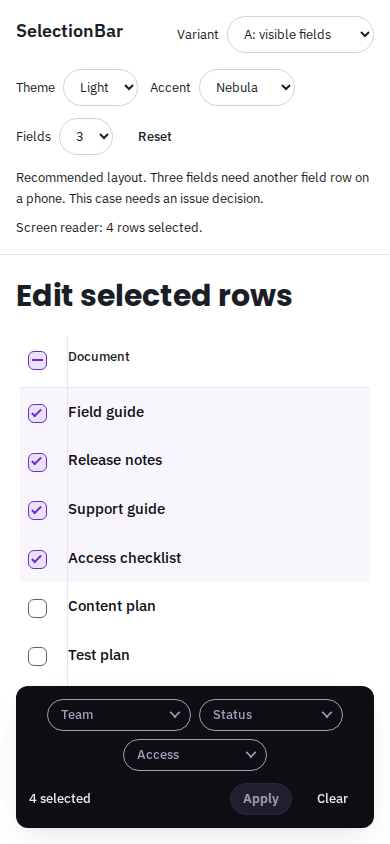 SelectionBar
Variant A: visible fields
Theme Light Accent Nebula
Fields 3 Reset
Recommended layout. Three fields need another field row on
a phone. This case needs an issue decision.
Screen reader: 4 rows selected.
Edit selected rows
Document
Field guide
Release notes
Support guide
Access checklist
Content plan
Test plan
Team Status
Access
4 selected Apply Clear